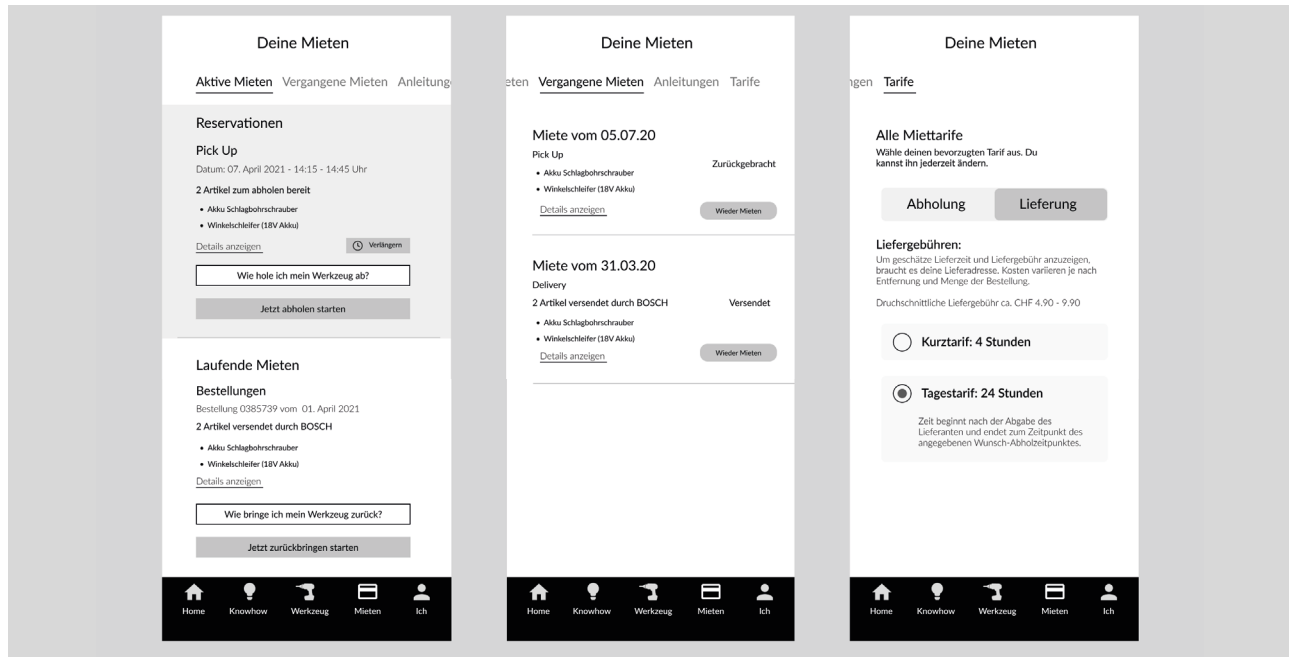 Deine Mieten
Aktive Mieten Vergangene Mieten Anleitung
Reservationen
Pick Up
Datum: 07. April 2021 - 14:15 - 14:45 Uhr
2 Artikel zum abholen bereit
• Akku Schlagbohrschrauber
• Winkelschleifer (18V Akku)
Details anzeigen
Verlängern
Wie hole ich mein Werkzeug ab?
Jetzt abholen starten
Laufende Mieten
Bestellungen
Bestellung 0385739 vom 01. April 2021
2 Artikel versendet durch BOSCH
• Akku Schlagbohrschrauber
• Winkelschleifer (18V Akku)
Details anzeigen
Wie bringe ich mein Werkzeug zurück?
Jetzt zurückbringen starten
Home Knowhow Werkzeug Mieten Ich
Deine Mieten
eten Vergangene Mieten Anleitungen Tarife
Miete vom 05.07.20
Pick Up
Zurückgebracht
• Akku Schlagbohrschrauber
• Winkelschleifer (18V Akku)
Details anzeigen
Wieder Mieten
Miete vom 31.03.20
Delivery
2 Artikel versendet durch BOSCH
Versendet
• Akku Schlagbohrschrauber
• Winkelschleifer (18V Akku)
Details anzeigen
Wieder Mieten
Home Knowhow Werkzeug Mieten Ich
Deine Mieten
ngen Tarife
Alle Miettarife
Wähle deinen bevorzugten Tarif aus. Du
kannst ihn jederzeit ändern.
Abholung Lieferung
Liefergebühren:
Um geschätze Lieferzeit und Liefergebühr anzuzeigen,
braucht es deine Lieferadresse. Kosten variieren je nach
Entfernung und Menge der Bestellung.
Druchschnittliche Liefergebühr ca. CHF 4.90 - 9.90
Kurztarif: 4 Stunden
Tagestarif: 24 Stunden
Zeit beginnt nach der Abgabe des
Lieferanten und endet zum Zeitpunkt des
angegebenen Wunsch-Abholzeitpunktes.
Home Knowhow Werkzeug Mieten Ich